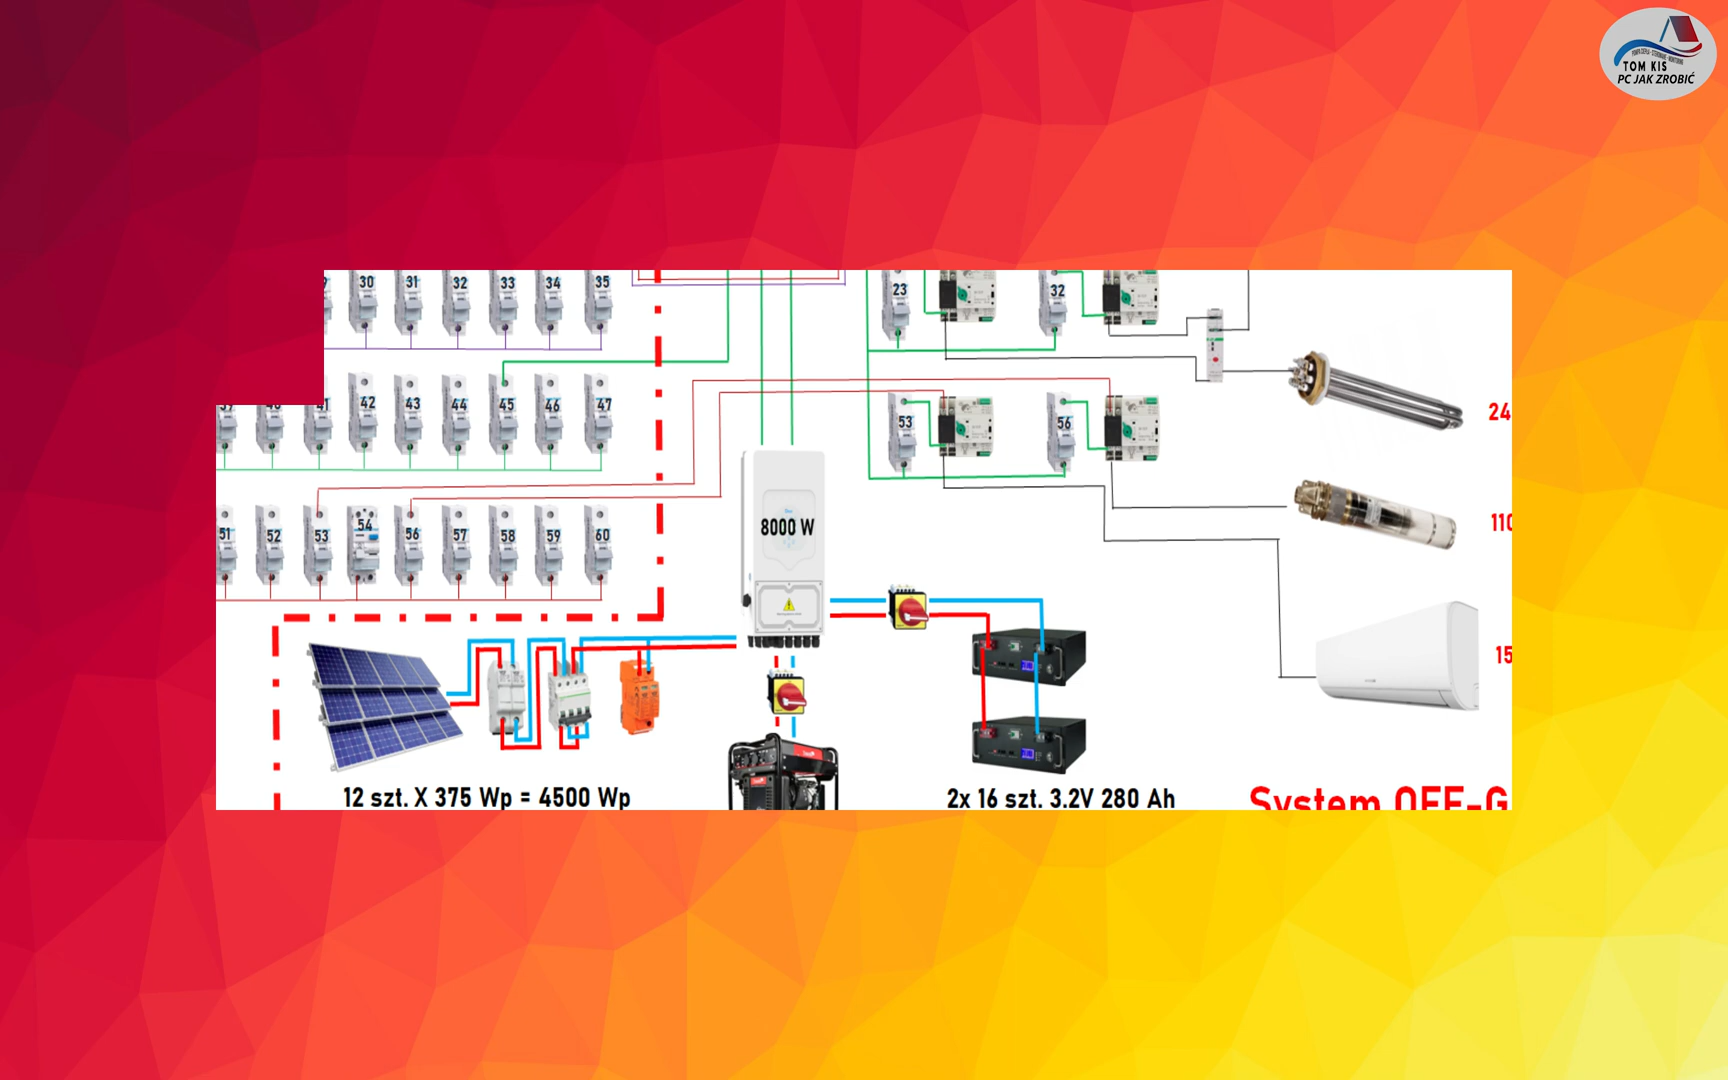 TOM KIS
PC JAK ZROBIĆ
30 31 32 33 34 35
23 32
41 42 43 44 45 46 47
53 56
51 52 53 54 56 57 58 59 60
8000 W
24
110
15
12 szt. X 375 Wp = 4500 Wp
2x 16 szt. 3.2V 280 Ah
System OFF-G